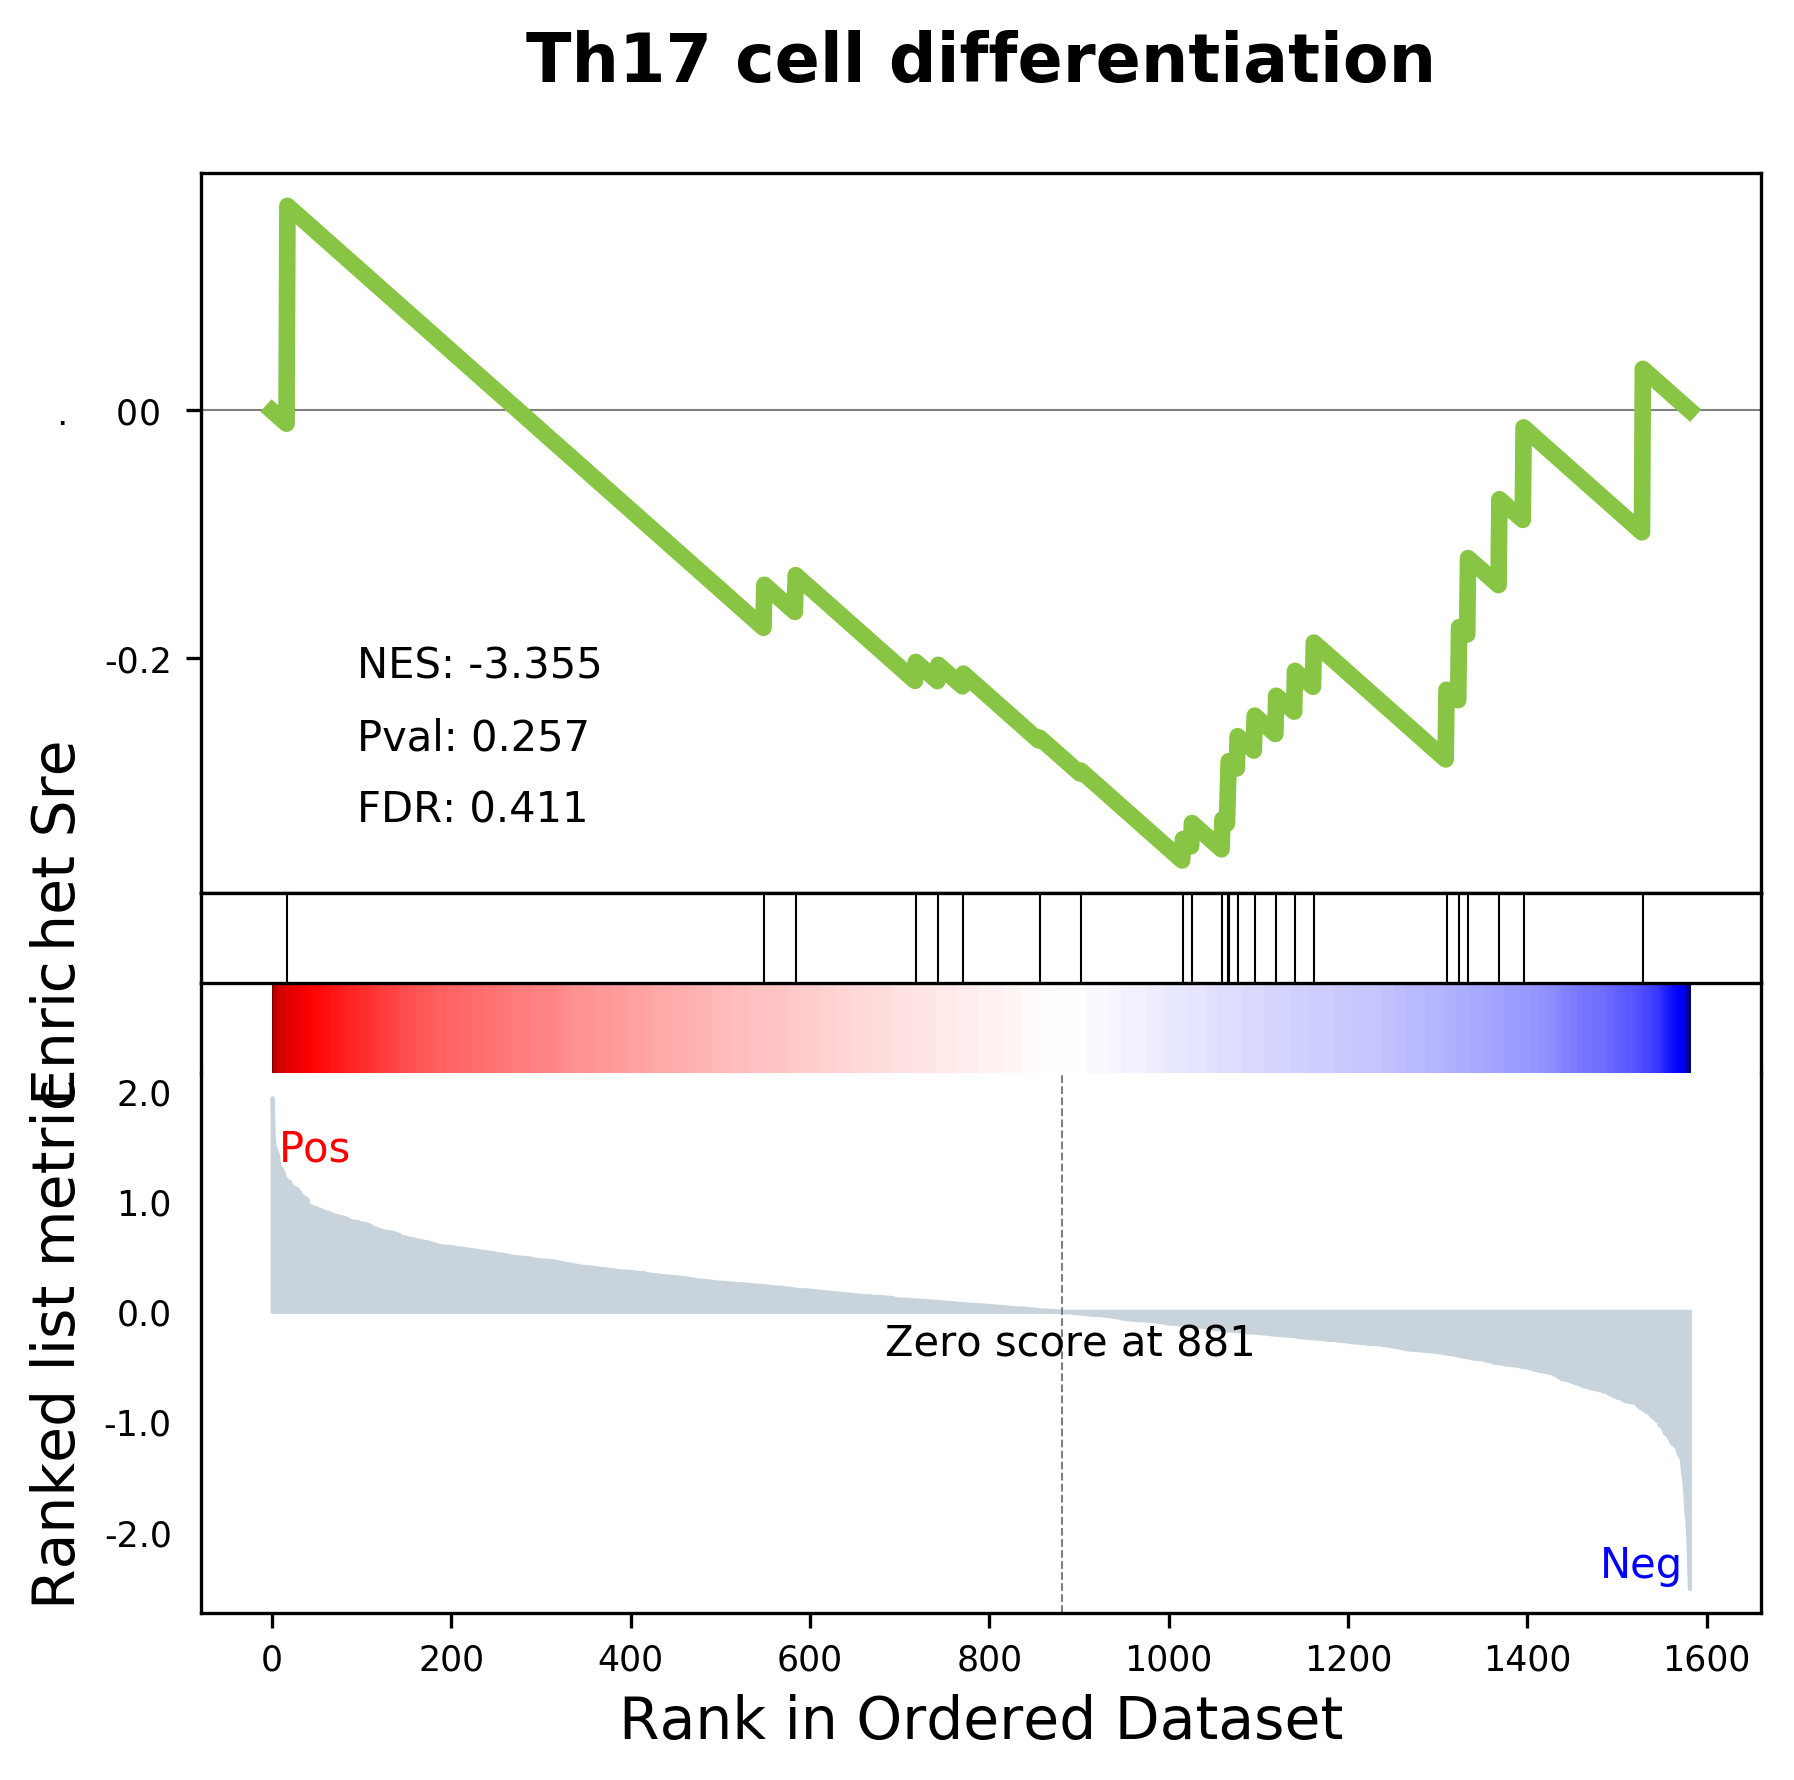 Th17 cell differentiation
. 00
-0.2
NES: -3.355
Pval: 0.257
FDR: 0.411
Enric het Sre
2.0
1.0
0.0
-1.0
-2.0
Ranked list metric
Pos
Zero score at 881
Neg
0 200 400 600 800 1000 1200 1400 1600
Rank in Ordered Dataset